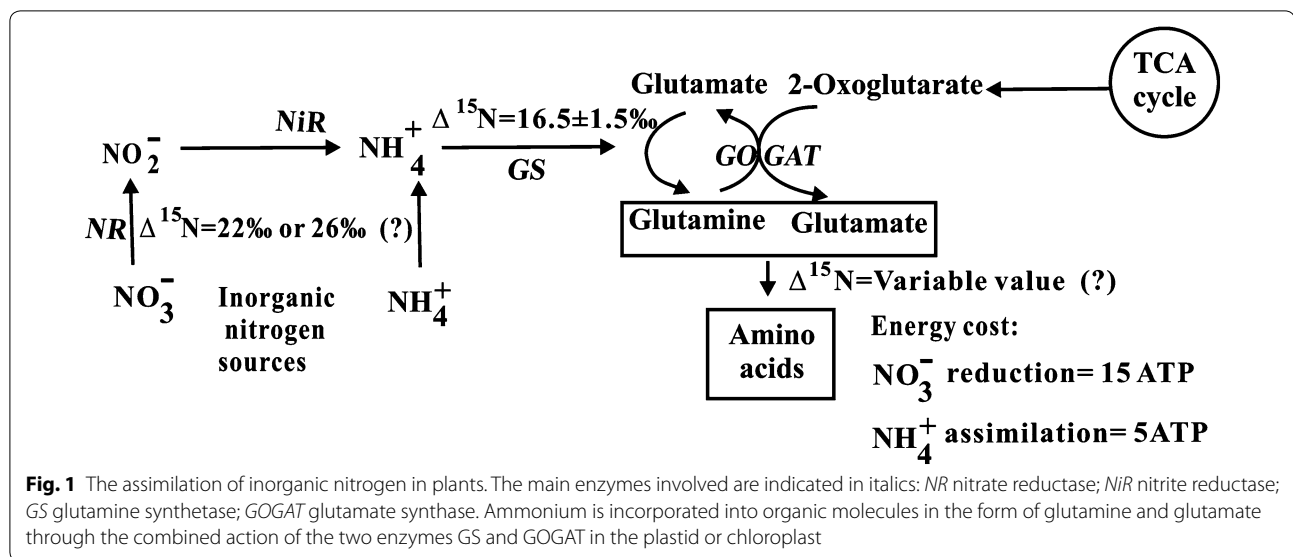 TCA
cycle
Glutamate 2-Oxoglutarate
NiR
Δ ¹⁵N=16.5±1.5‰
NO₂⁻
NH₄⁺
GS
GOGAT
NR
Δ ¹⁵N=22‰ or 26‰ (?)
Glutamine Glutamate
NO₃⁻
Inorganic
nitrogen
sources
NH₄⁺
Δ ¹⁵N=Variable value (?)
Amino
acids
Energy cost:
NO₃⁻ reduction= 15 ATP
NH₄⁺ assimilation= 5ATP
Fig. 1 The assimilation of inorganic nitrogen in plants. The main enzymes involved are indicated in italics: NR nitrate reductase; NiR nitrite reductase;
GS glutamine synthetase; GOGAT glutamate synthase. Ammonium is incorporated into organic molecules in the form of glutamine and glutamate
through the combined action of the two enzymes GS and GOGAT in the plastid or chloroplast